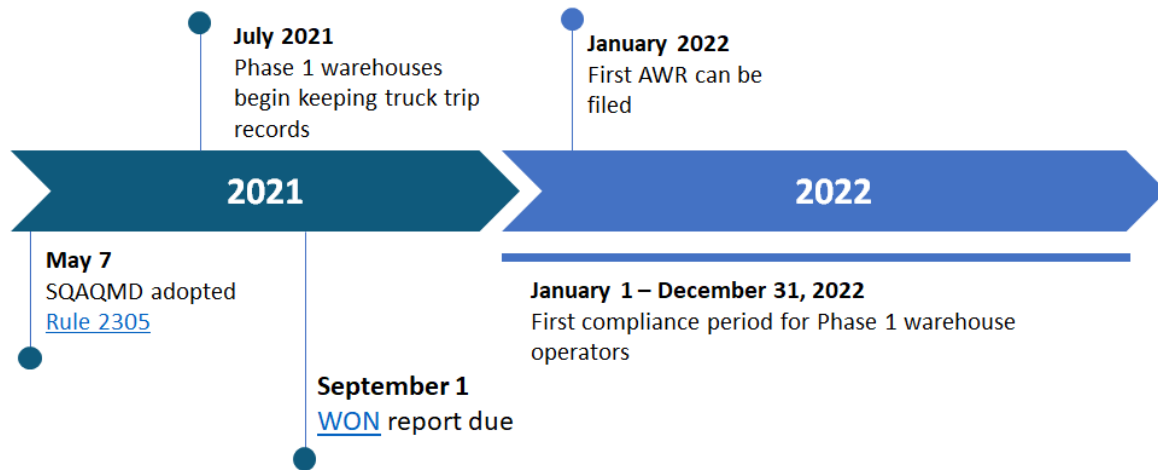 July 2021
Phase 1 warehouses
begin keeping truck trip
records
January 2022
First AWR can be
filed
2021
2022
May 7
SQAQMD adopted
Rule 2305
January 1 – December 31, 2022
First compliance period for Phase 1 warehouse
operators
September 1
WON report due